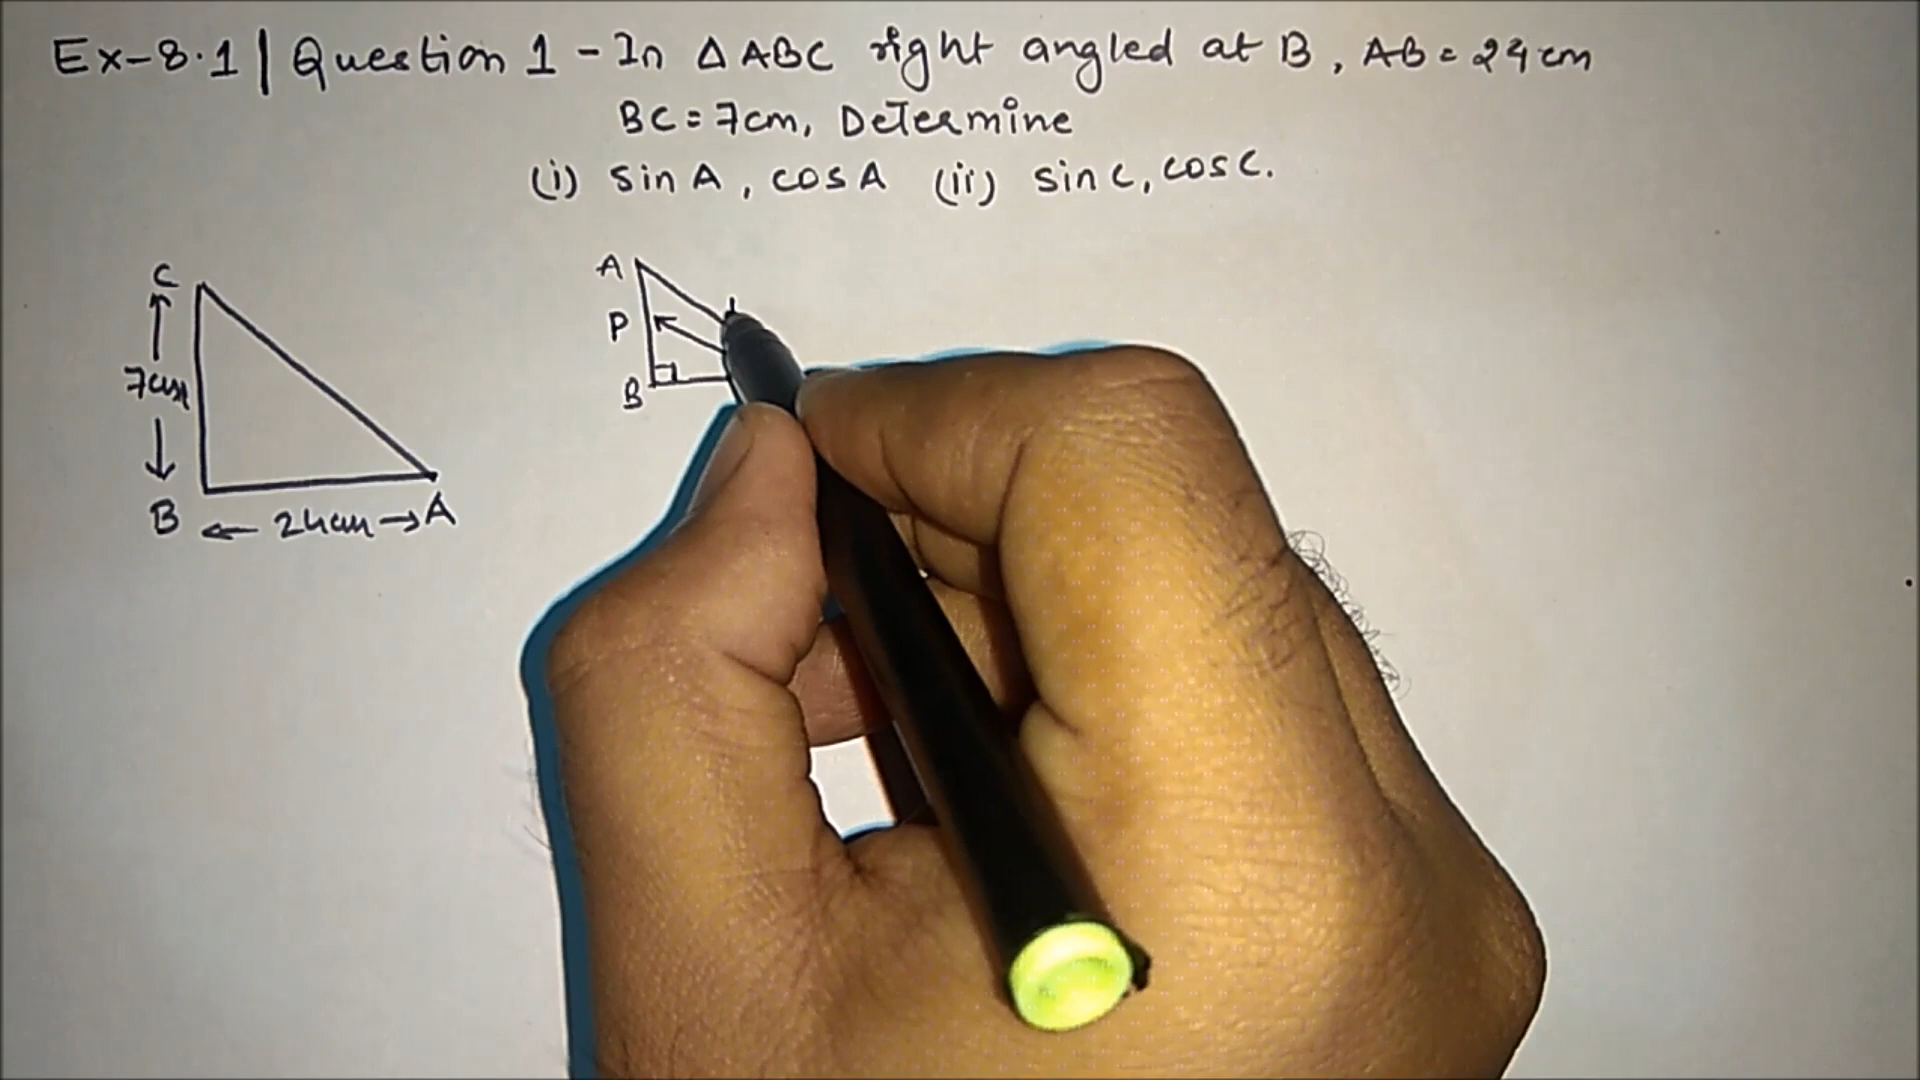 Ex-8.1 | Question 1 - In △ ABC right angled at B, AB = 24 cm
BC = 7cm, Determine
(i) sin A, cos A (ii) sin C, cos C.
C
7cm
B
24cm
A
A
P
B